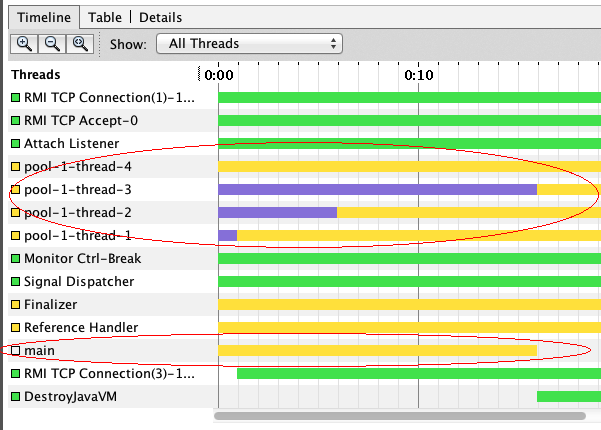 Timeline Table Details
Show: All Threads
Threads 0:00 0:10
RMI TCP Connection(1)-1...
RMI TCP Accept-0
Attach Listener
pool-1-thread-4
pool-1-thread-3
pool-1-thread-2
pool-1-thread-1
Monitor Ctrl-Break
Signal Dispatcher
Finalizer
Reference Handler
main
RMI TCP Connection(3)-1...
DestroyJavaVM